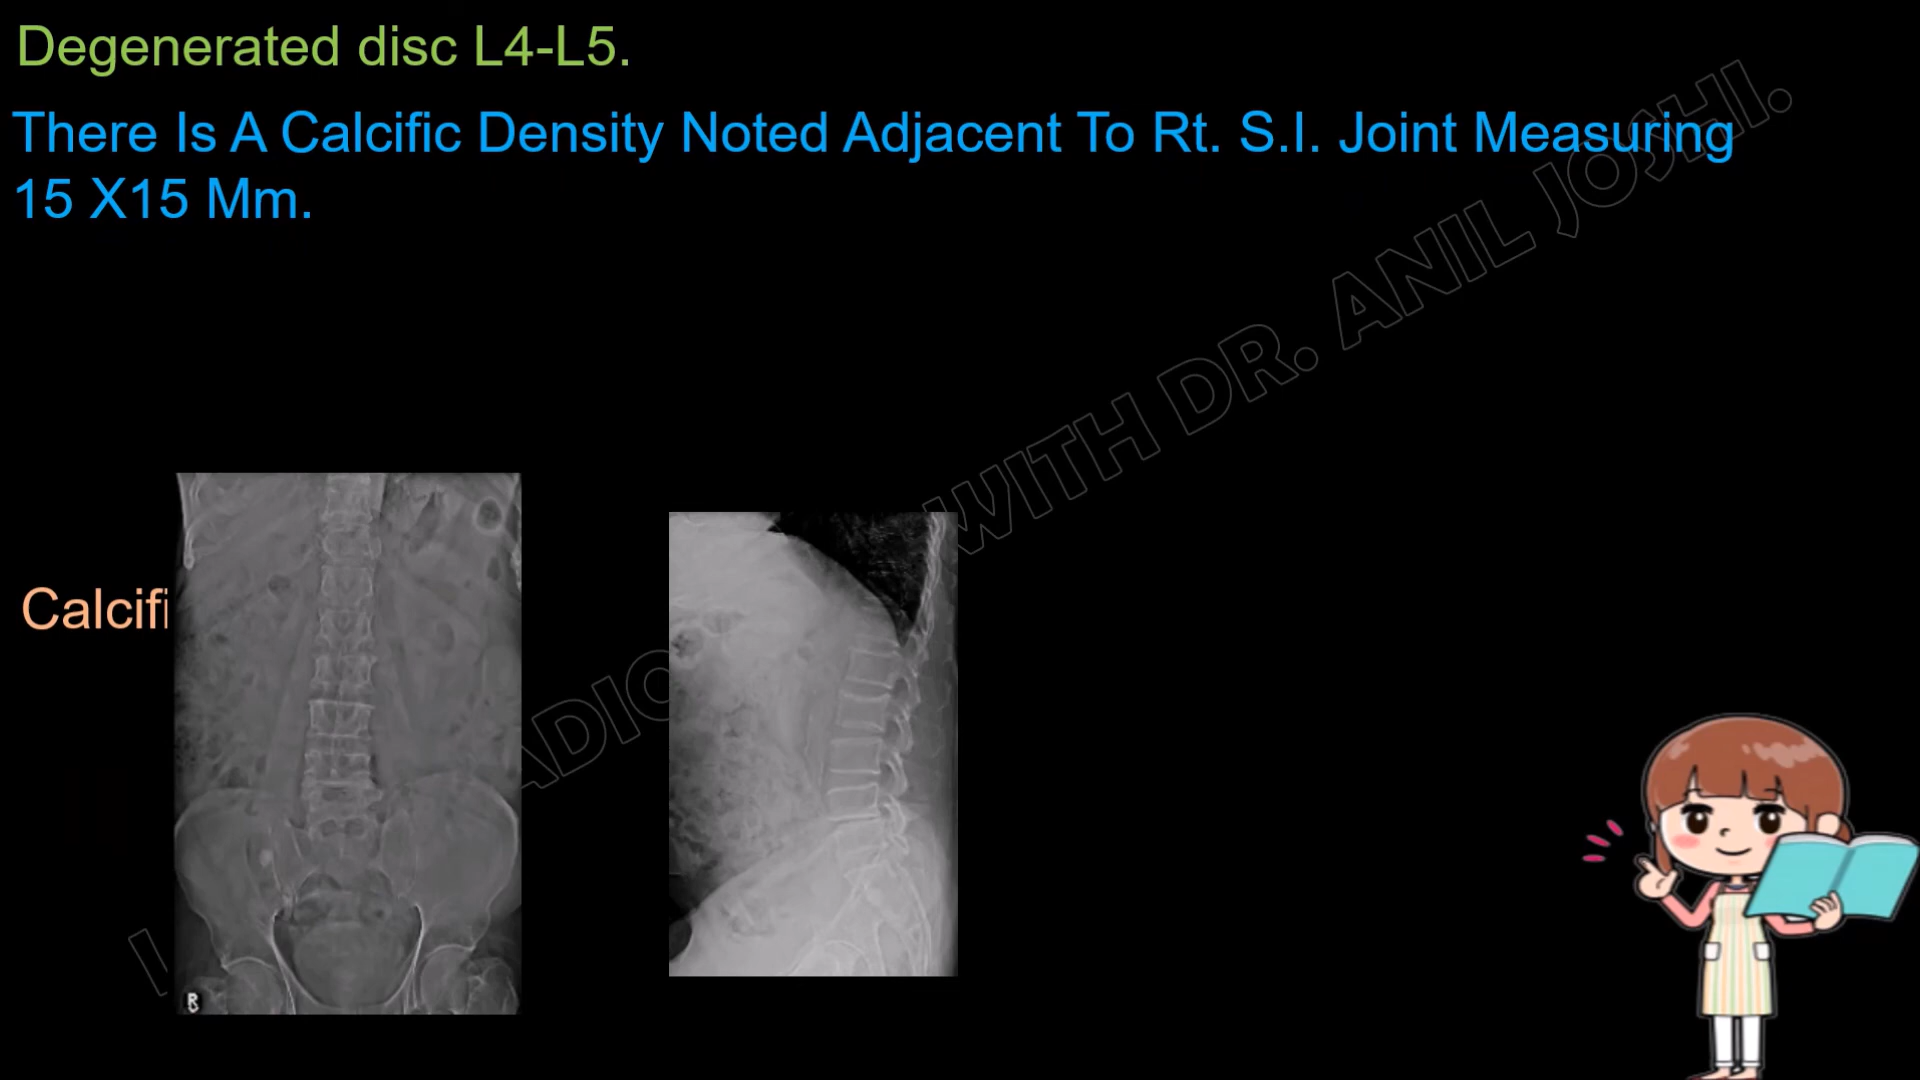 Degenerated disc L4-L5.
There Is A Calcific Density Noted Adjacent To Rt. S.I. Joint Measuring
15 X15 Mm.
WITH DR. ANIL JOSHI.
Calcifi
R